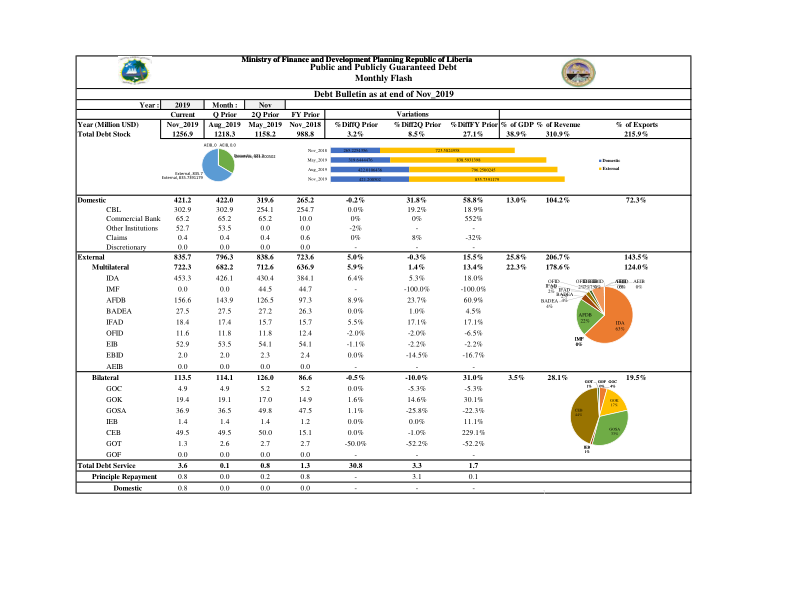 Ministry of Finance and Development Planning Republic of Liberia
Public and Publicly Guaranteed Debt
Monthly Flash
Debt Bulletin as at end of Nov_2019
Year : 2019 Month : Nov
Current Q Prior 2Q Prior FY Prior Variations
Year (Million USD) Nov_2019 Aug_2019 May_2019 Nov_2018 %DiffQ Prior %Diff2Q Prior %DiffFY Prior % of GDP % of Revenue % of Exports
Total Debt Stock 1256.9 1218.3 1158.2 988.8 3.2% 8.5% 27.1% 38.9% 310.9% 215.9%
AEIB, 0 AEIB, 0.0
External, 835.7
External, 835.7391279
Nov_2018
May_2019
Aug_2019
Nov_2019
Domestic
External
Domestic 421.2 422.0 319.6 265.2 -0.2% 31.8% 58.8% 13.0% 104.2% 72.3%
CBL 302.9 302.9 254.1 254.7 0.0% 19.2% 18.9%
Commercial Bank 65.2 65.2 65.2 10.0 0% 0% 552%
Other Institutions 52.7 53.5 0.0 0.0 -2% - -
Claims 0.4 0.4 0.4 0.6 0% 8% -32%
Discretionary 0.0 0.0 0.0 0.0 - - -
External 835.7 796.3 838.6 723.6 5.0% -0.3% 15.5% 25.8% 206.7% 143.5%
Multilateral 722.3 682.2 712.6 636.9 5.9% 1.4% 13.4% 22.3% 178.6% 124.0%
IDA 453.3 426.1 430.4 384.1 6.4% 5.3% 18.0%
IMF 0.0 0.0 44.5 44.7 - -100.0% -100.0%
AFDB 156.6 143.9 126.5 97.3 8.9% 23.7% 60.9%
BADEA 27.5 27.5 27.2 26.3 0.0% 1.0% 4.5%
IFAD 18.4 17.4 15.7 15.7 5.5% 17.1% 17.1%
OFID 11.6 11.8 11.8 12.4 -2.0% -2.0% -6.5%
EIB 52.9 53.5 54.1 54.1 -1.1% -2.2% -2.2%
EBID 2.0 2.0 2.3 2.4 0.0% -14.5% -16.7%
AEIB 0.0 0.0 0.0 0.0 - - -
AEIB
0%
BADEA
4%
AFDB
22%
IDA
63%
IMF
0%
Bilateral 113.5 114.1 126.0 86.6 -0.5% -10.0% 31.0% 3.5% 28.1% 19.5%
GOC 4.9 4.9 5.2 5.2 0.0% -5.3% -5.3%
GOK 19.4 19.1 17.0 14.9 1.6% 14.6% 30.1%
GOSA 36.9 36.5 49.8 47.5 1.1% -25.8% -22.3%
IEB 1.4 1.4 1.4 1.2 0.0% 0.0% 11.1%
CEB 49.5 49.5 50.0 15.1 0.0% -1.0% 229.1%
GOT 1.3 2.6 2.7 2.7 -50.0% -52.2% -52.2%
GOF 0.0 0.0 0.0 0.0 - - -
GOT GOF GOC
1% 0% 4%
GOK
17%
GOSA
CEB
IEB
1%
Total Debt Service 3.6 0.1 0.8 1.3 30.8 3.3 1.7
Principle Repayment 0.8 0.0 0.2 0.8 - 3.1 0.1
Domestic 0.8 0.0 0.0 0.0 - - -